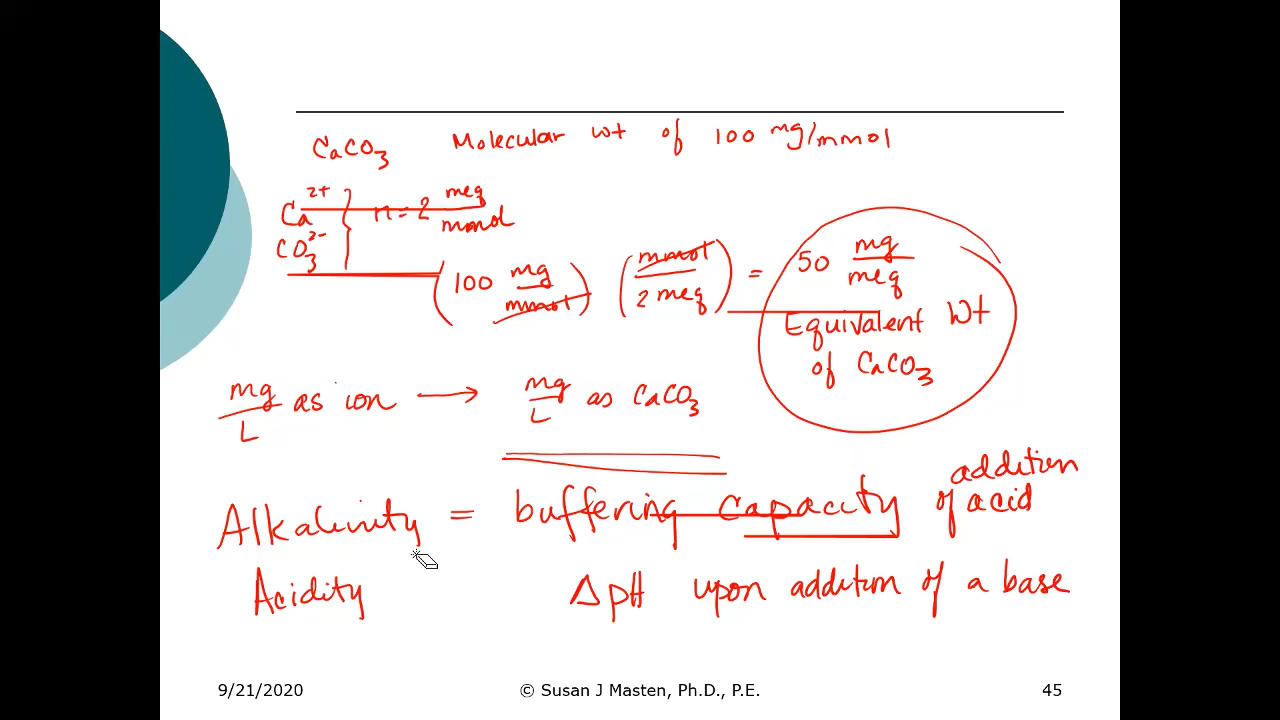 CaCO₃ Molecular wt of 100 mg/mmol
Ca²⁺
CO₃²⁻ } n = 2 meq/mmol
(100 mg/mmol) (mmol/2 meq) = 50 mg/meq
Equivalent Wt
of CaCO₃
mg/L as ion → mg/L as CaCO₃
Alkalinity = buffering capacity of addition acid
Acidity ΔpH upon addition of a base
9/21/2020 © Susan J Masten, Ph.D., P.E. 45